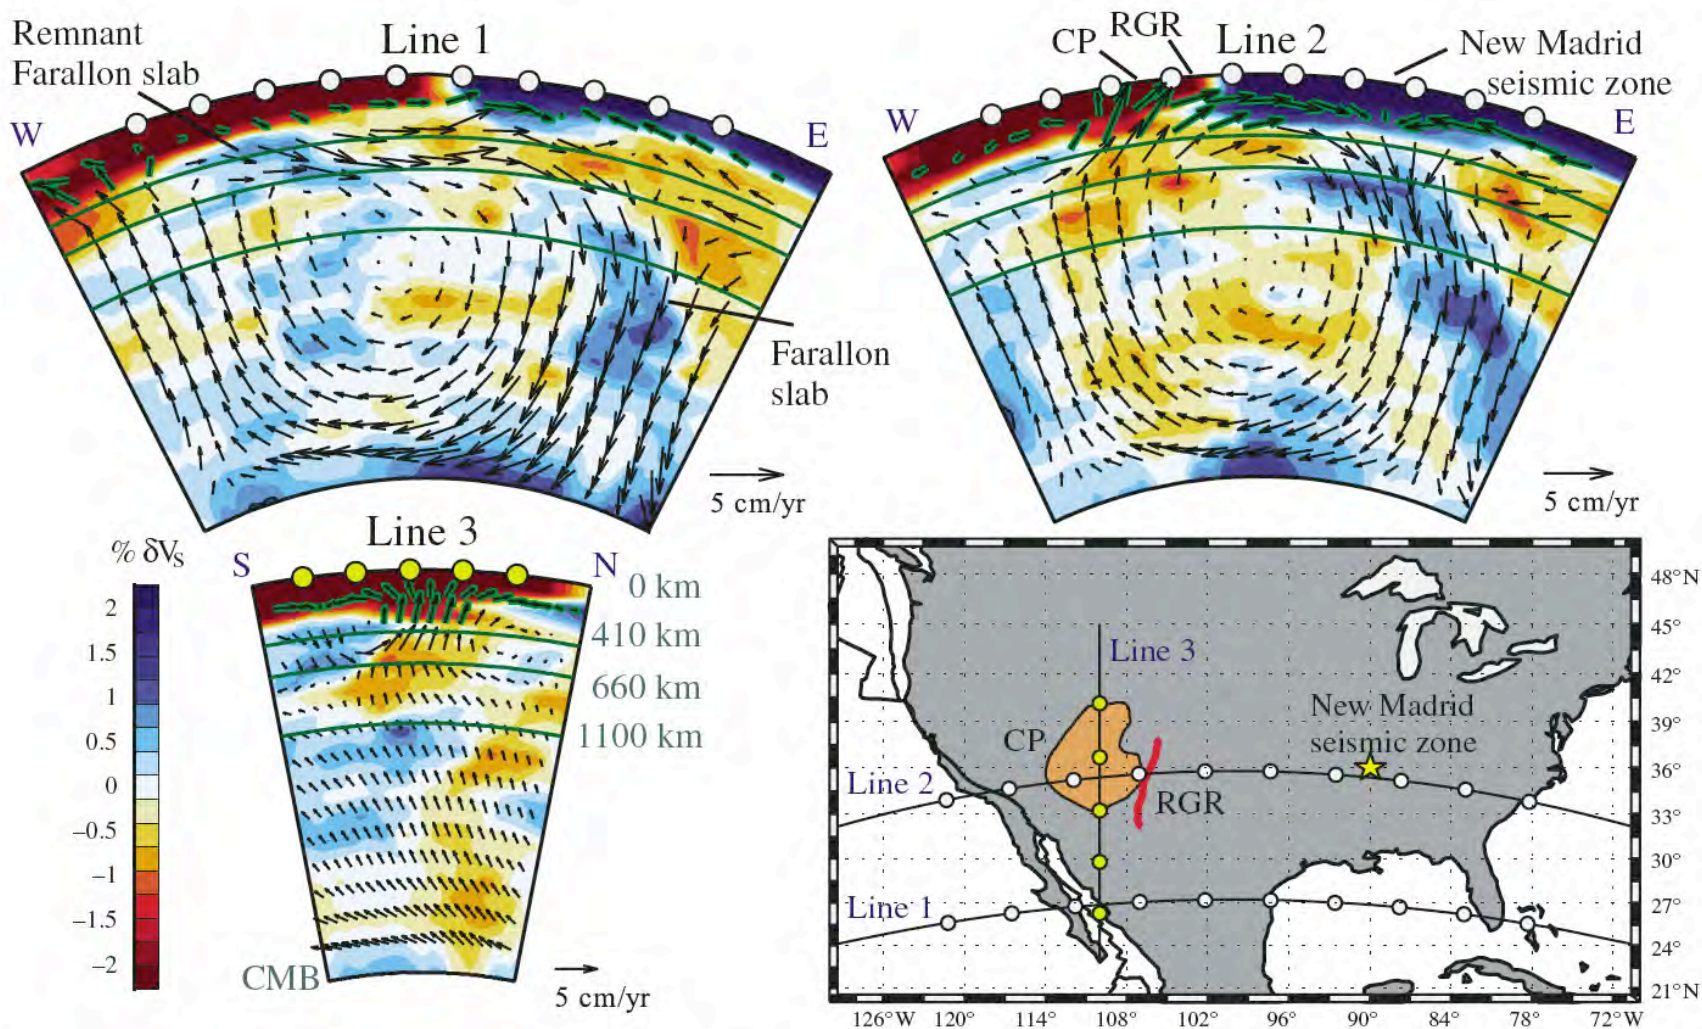 Remnant
Farallon slab
Line 1
W
E
Farallon
slab
5 cm/yr
CP
RGR
Line 2
New Madrid
seismic zone
W
E
5 cm/yr
% δVS
2
1.5
1
0.5
0
−0.5
−1
−1.5
−2
Line 3
S
N
0 km
410 km
660 km
1100 km
CMB
5 cm/yr
Line 3
CP
New Madrid
seismic zone
Line 2
RGR
Line 1
48°N
45°
42°
39°
36°
33°
30°
27°
24°
21°N
126°W
120°
114°
108°
102°
96°
90°
84°
78°
72°W